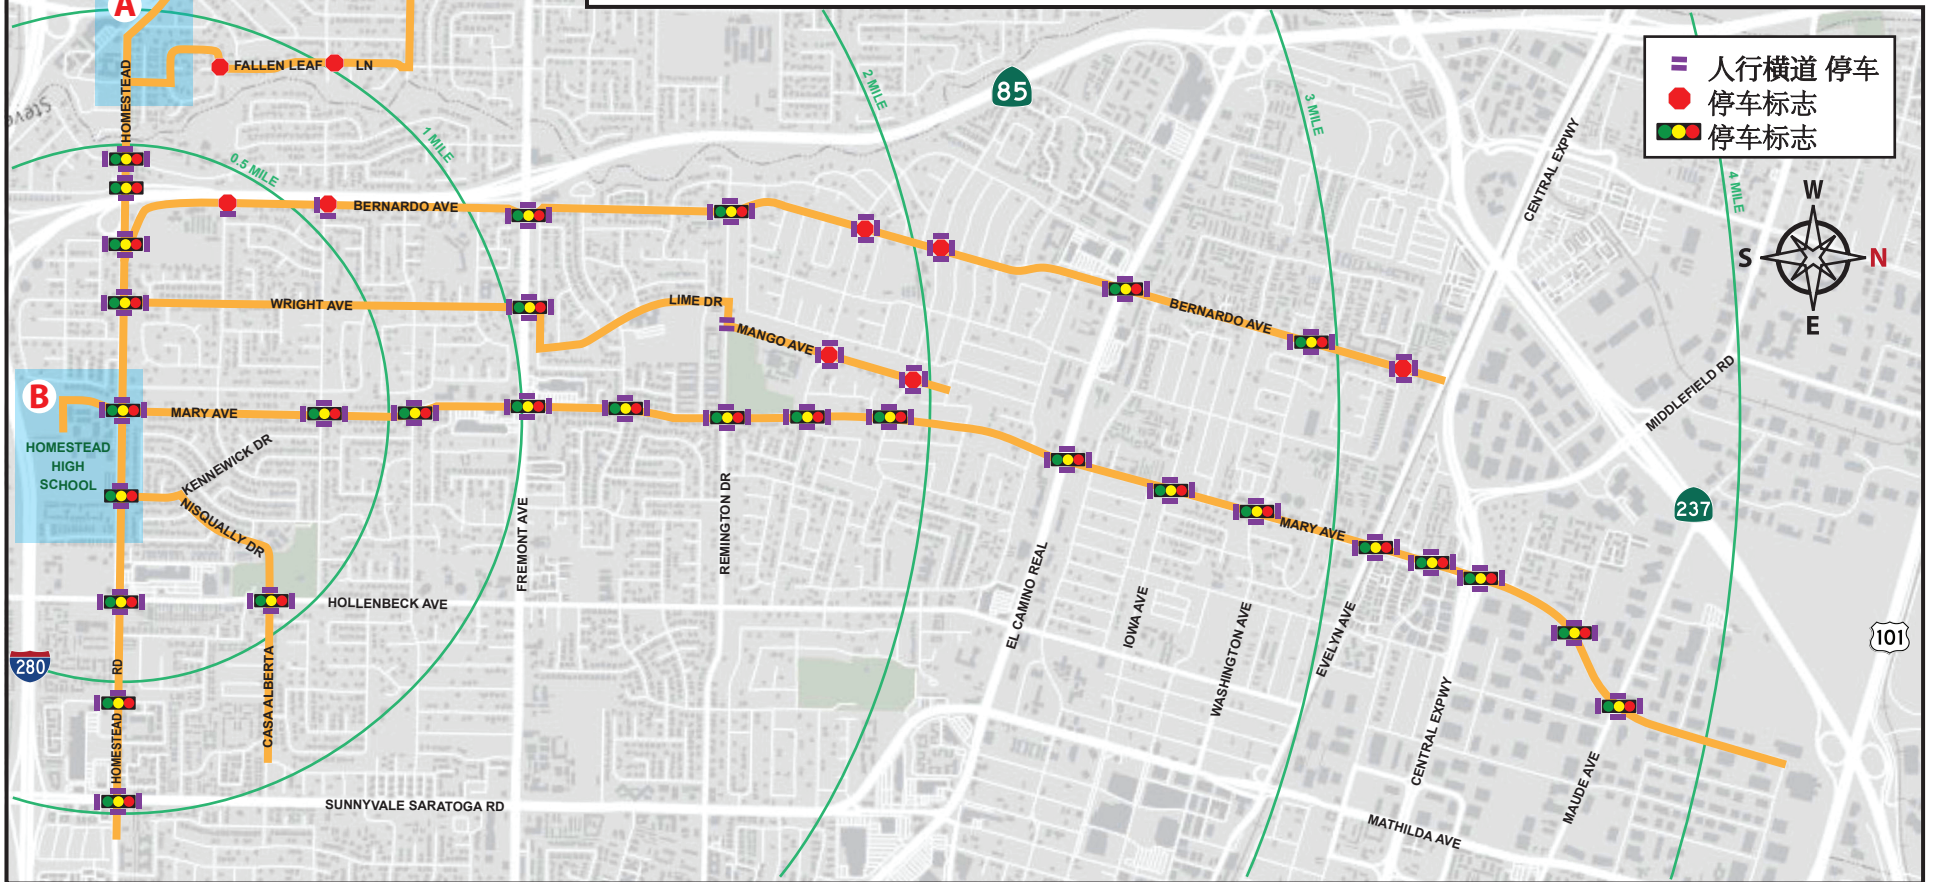 A
FALLEN LEAF LN
HOMESTEAD
Steve
0.5 MILE
1 MILE
2 MILE
3 MILE
4 MILE
85
人行横道 停车
停车标志
停车标志
W
S
N
E
CENTRAL EXPWY
BERNARDO AVE
WRIGHT AVE
LIME DR
MANGO AVE
BERNARDO AVE
MIDDLEFIELD RD
B
MARY AVE
HOMESTEAD
HIGH
SCHOOL
KENNEWICK DR
NISQUALLY DR
FREMONT AVE
REMINGTON DR
MARY AVE
237
HOLLENBECK AVE
EL CAMINO REAL
IOWA AVE
WASHINGTON AVE
EVELYN AVE
101
280
HOMESTEAD RD
CASA ALBERTA
CENTRAL EXPWY
MAUDE AVE
SUNNYVALE SARATOGA RD
MATHILDA AVE